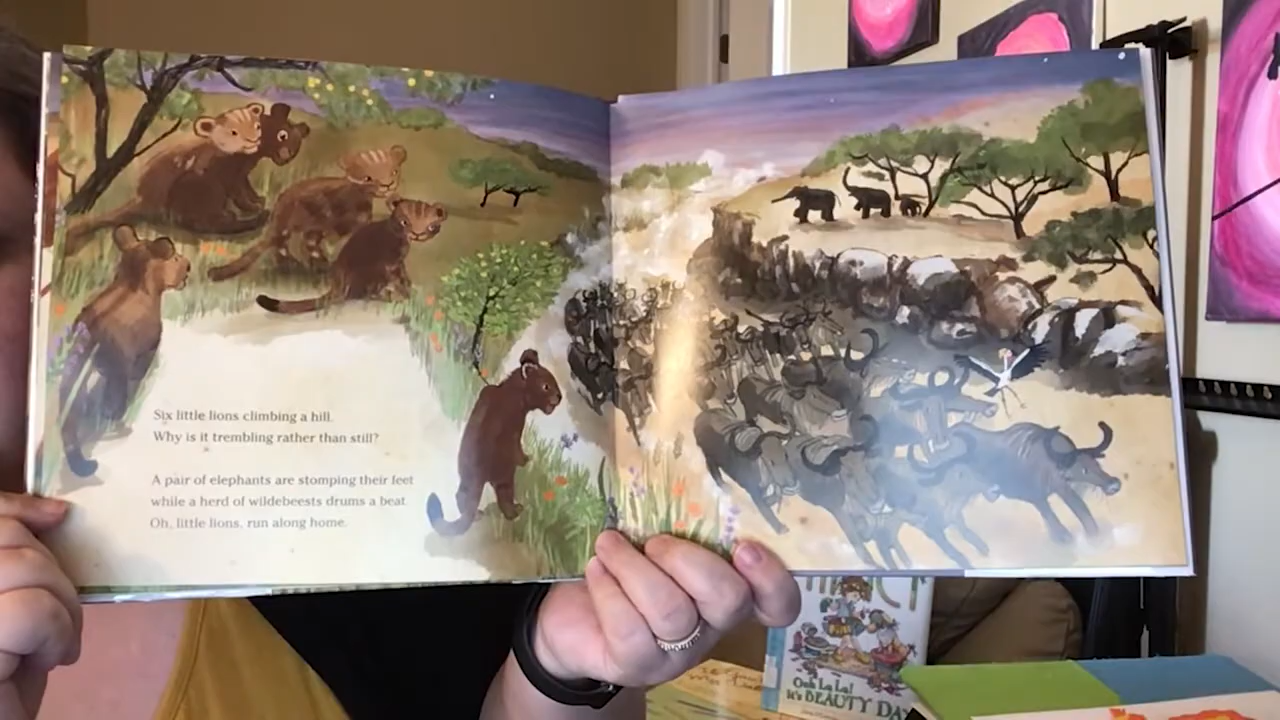 Six little lions climbing a hill.
Why is it trembling rather than still?
A pair of elephants are stomping their feet
while a herd of wildebeests drums a beat.
Oh, little lions, run along home.
Ooh La La!
It's BEAUTY DAY